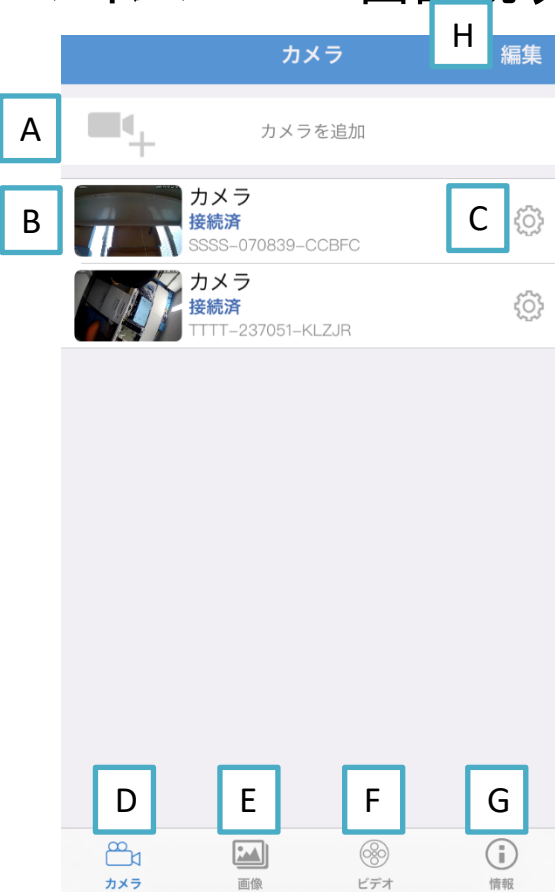 H
カメラ
編集
A
カメラを追加
B
カメラ
接続済
SSSS-070839-CCBFC
C
カメラ
接続済
TTTT-237051-KLZJR
D
E
F
G
カメラ
画像
ビデオ
情報